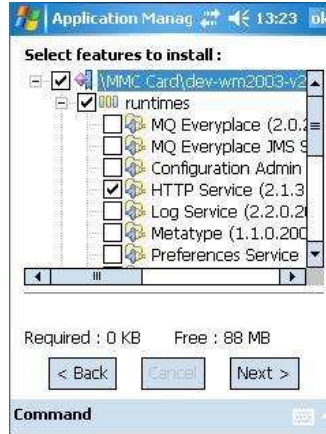 Application Manag 13:23 ok
Select features to install :
\MMC Card\dev-wm2003-v2
runtimes
MQ Everyplace (2.0.2
MQ Everyplace JMS S
Configuration Admin
HTTP Service (2.1.3
Log Service (2.2.0.20
Metatype (1.1.0.200
Preferences Service
Required : 0 KB Free : 88 MB
< Back Cancel Next >
Command